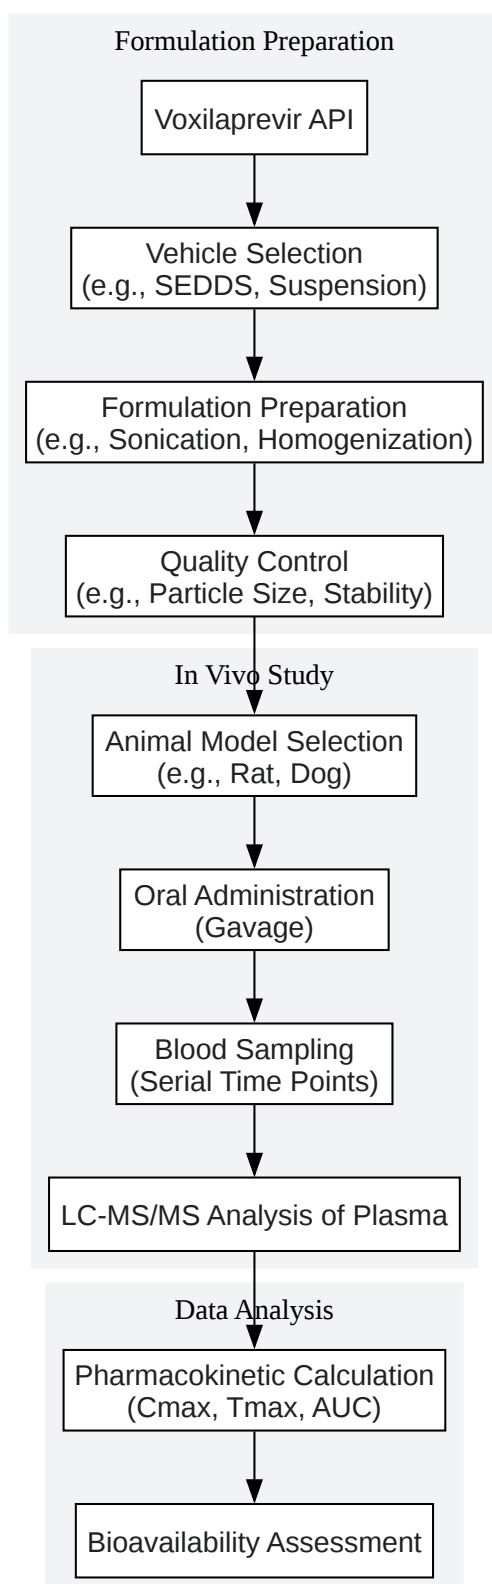 Formulation Preparation
Voxilaprevir API
Vehicle Selection
(e.g., SEDDS, Suspension)
Formulation Preparation
(e.g., Sonication, Homogenization)
Quality Control
(e.g., Particle Size, Stability)
In Vivo Study
Animal Model Selection
(e.g., Rat, Dog)
Oral Administration
(Gavage)
Blood Sampling
(Serial Time Points)
LC-MS/MS Analysis of Plasma
Data Analysis
Pharmacokinetic Calculation
(Cmax, Tmax, AUC)
Bioavailability Assessment